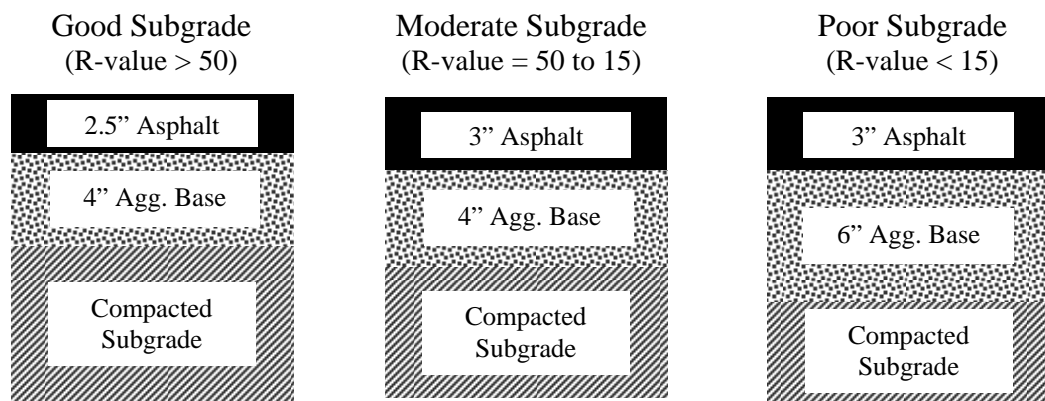 Good Subgrade
(R-value > 50)
2.5” Asphalt
4” Agg. Base
Compacted
Subgrade
Moderate Subgrade
(R-value = 50 to 15)
3” Asphalt
4” Agg. Base
Compacted
Subgrade
Poor Subgrade
(R-value < 15)
3” Asphalt
6” Agg. Base
Compacted
Subgrade